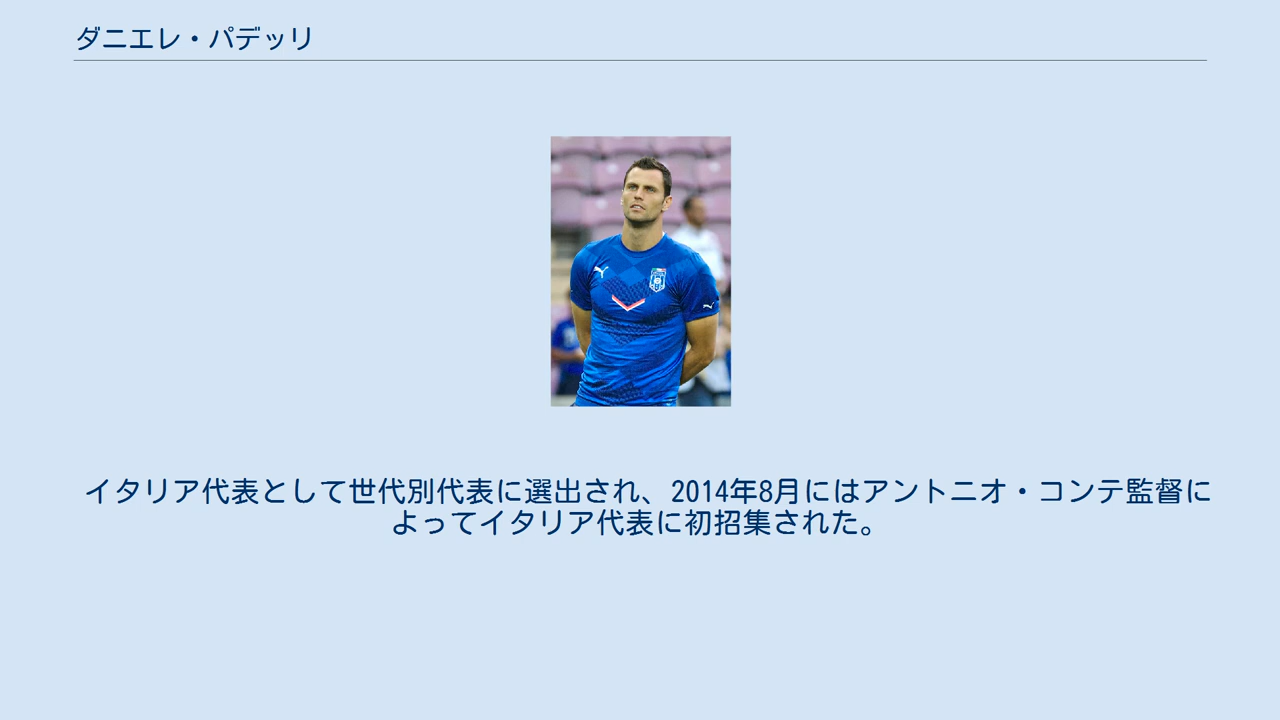 ダニエレ・パデッリ
イタリア代表として世代別代表に選出され、2014年8月にはアントニオ・コンテ監督に
よってイタリア代表に初招集された。